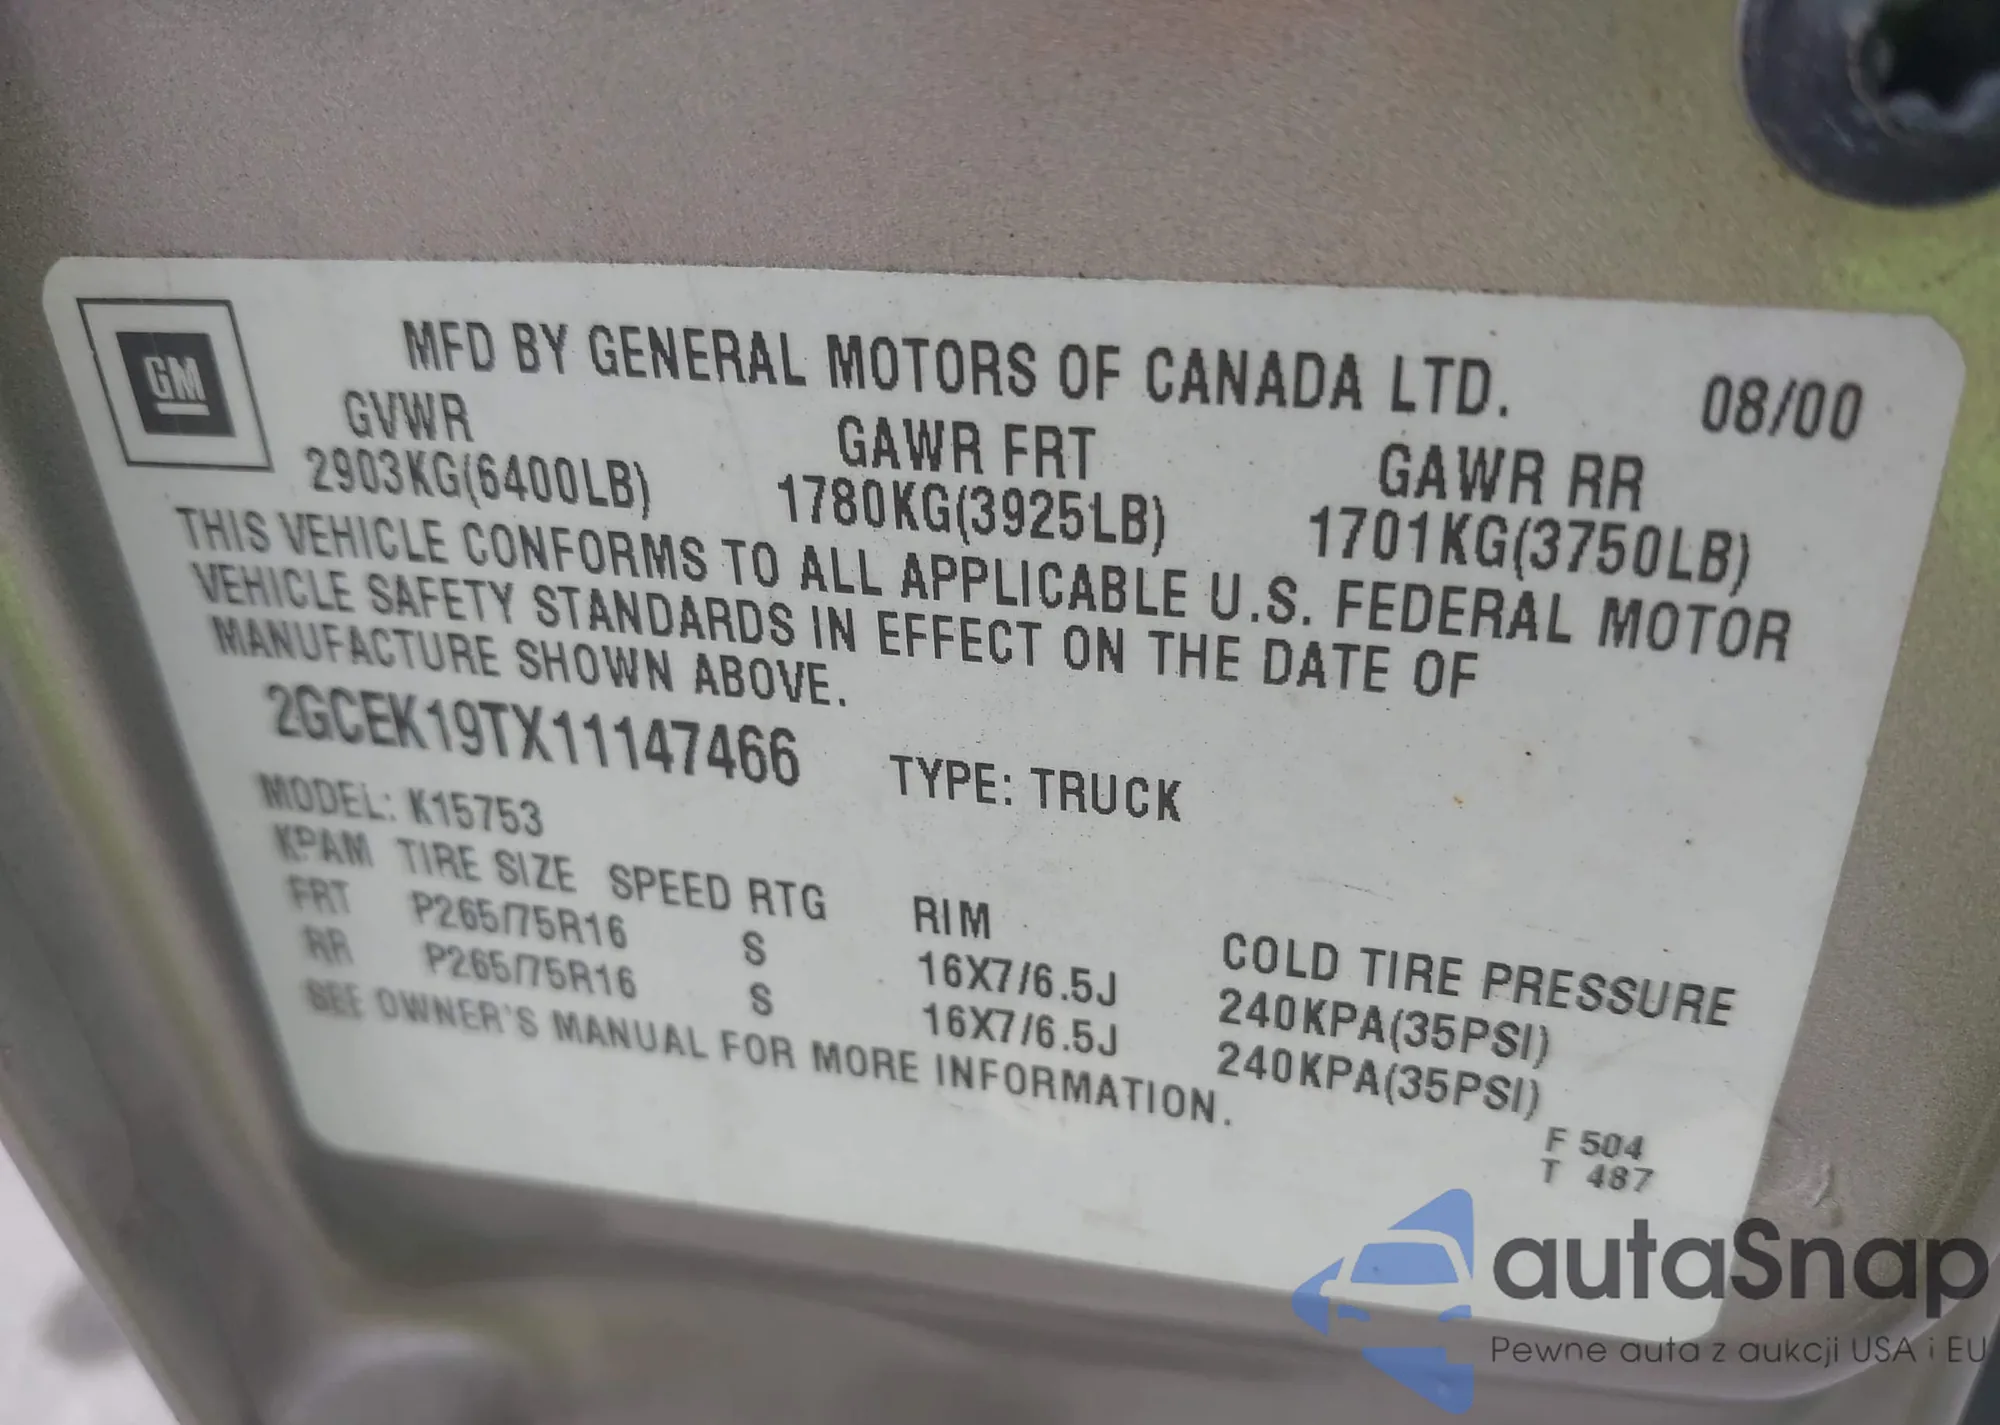 GM
MFD BY GENERAL MOTORS OF CANADA LTD. 08/00
GVWR GAWR FRT GAWR RR
2903KG(6400LB) 1780KG(3925LB) 1701KG(3750LB)
THIS VEHICLE CONFORMS TO ALL APPLICABLE U.S. FEDERAL MOTOR
VEHICLE SAFETY STANDARDS IN EFFECT ON THE DATE OF
MANUFACTURE SHOWN ABOVE.
2GCEK19TX11147466 TYPE: TRUCK
MODEL: K15753
KPAM TIRE SIZE SPEED RTG RIM COLD TIRE PRESSURE
FRT P265/75R16 S 16X7/6.5J 240KPA(35PSI)
RR P265/75R16 S 16X7/6.5J 240KPA(35PSI)
SEE OWNER'S MANUAL FOR MORE INFORMATION.
F 504
T 487
autaSnap
Pewne auta z aukcji USA i EU